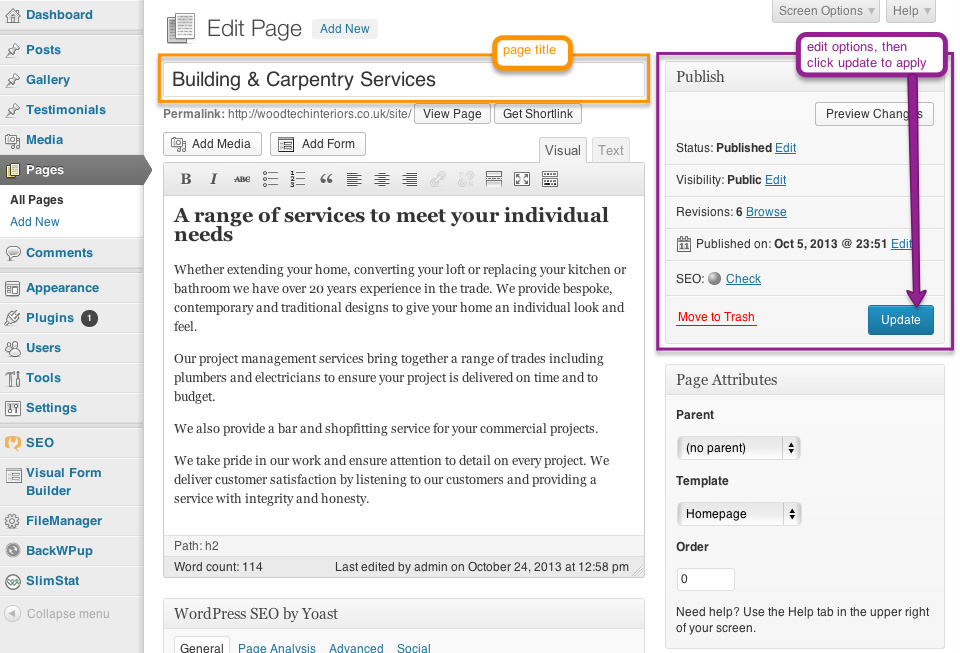 Dashboard
Posts
Gallery
Testimonials
Media
Pages
All Pages
Add New
Comments
Appearance
Plugins 1
Users
Tools
Settings
SEO
Visual Form
Builder
FileManager
BackWPup
SlimStat
Collapse menu
Screen Options Help
Edit Page Add New
page title
Building & Carpentry Services
Permalink: http://woodtechinteriors.co.uk/site/ View Page Get Shortlink
Add Media Add Form
Visual Text
B I ABC
A range of services to meet your individual
needs
Whether extending your home, converting your loft or replacing your kitchen or
bathroom we have over 20 years experience in the trade. We provide bespoke,
contemporary and traditional designs to give your home an individual look and
feel.
Our project management services bring together a range of trades including
plumbers and electricians to ensure your project is delivered on time and to
budget.
We also provide a bar and shopfitting service for your commercial projects.
We take pride in our work and ensure attention to detail on every project. We
deliver customer satisfaction by listening to our customers and providing a
service with integrity and honesty.
Path: h2
Word count: 114 Last edited by admin on October 24, 2013 at 12:58 pm
WordPress SEO by Yoast
General Page Analysis Advanced Social
edit options, then
click update to apply
Publish
Preview Changes
Status: Published Edit
Visibility: Public Edit
Revisions: 6 Browse
11 Published on: Oct 5, 2013 @ 23:51 Edit
SEO: Check
Move to Trash Update
Page Attributes
Parent
(no parent)
Template
Homepage
Order
0
Need help? Use the Help tab in the upper right
of your screen.